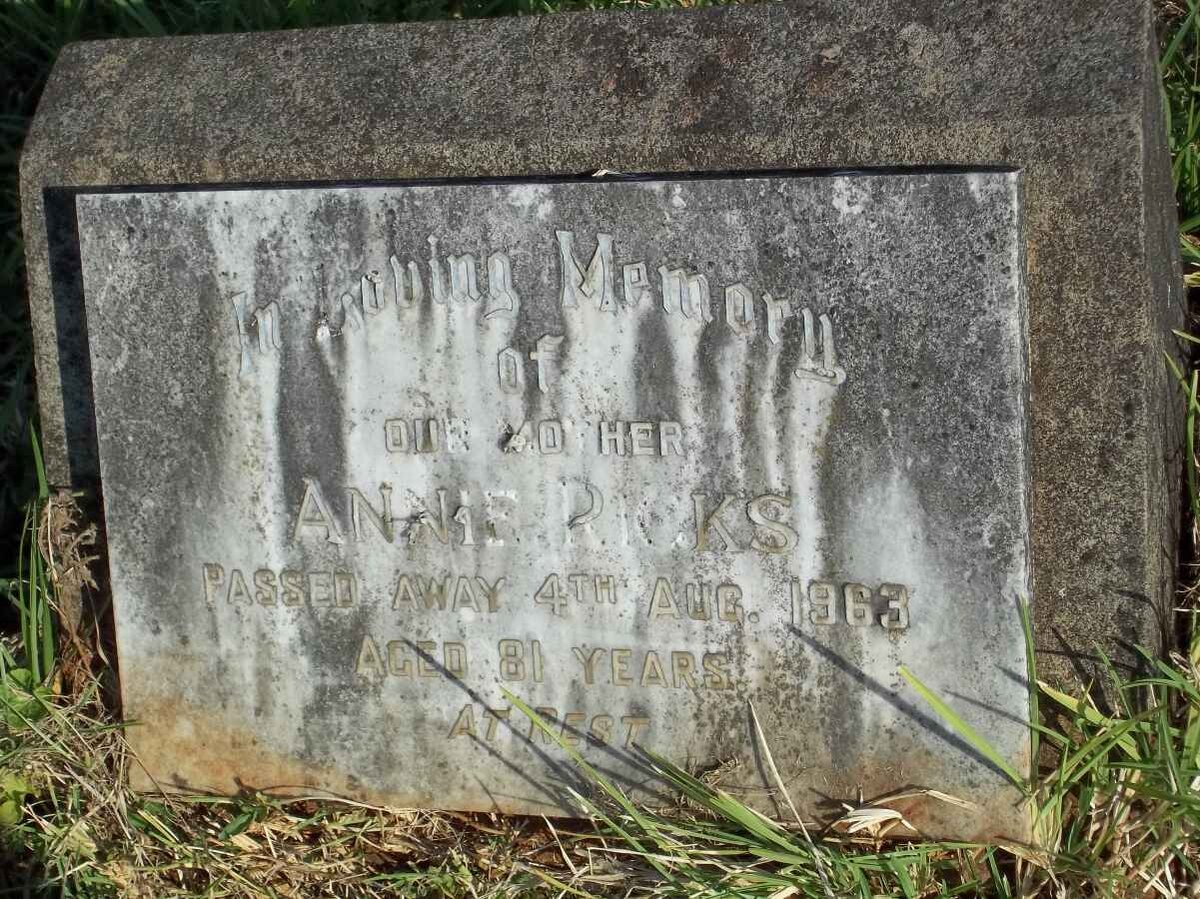 In Loving Memory
of
OUR MOTHER
ANNIE RICKS
PASSED AWAY 4TH AUG. 1963
AGED 81 YEARS
AT REST